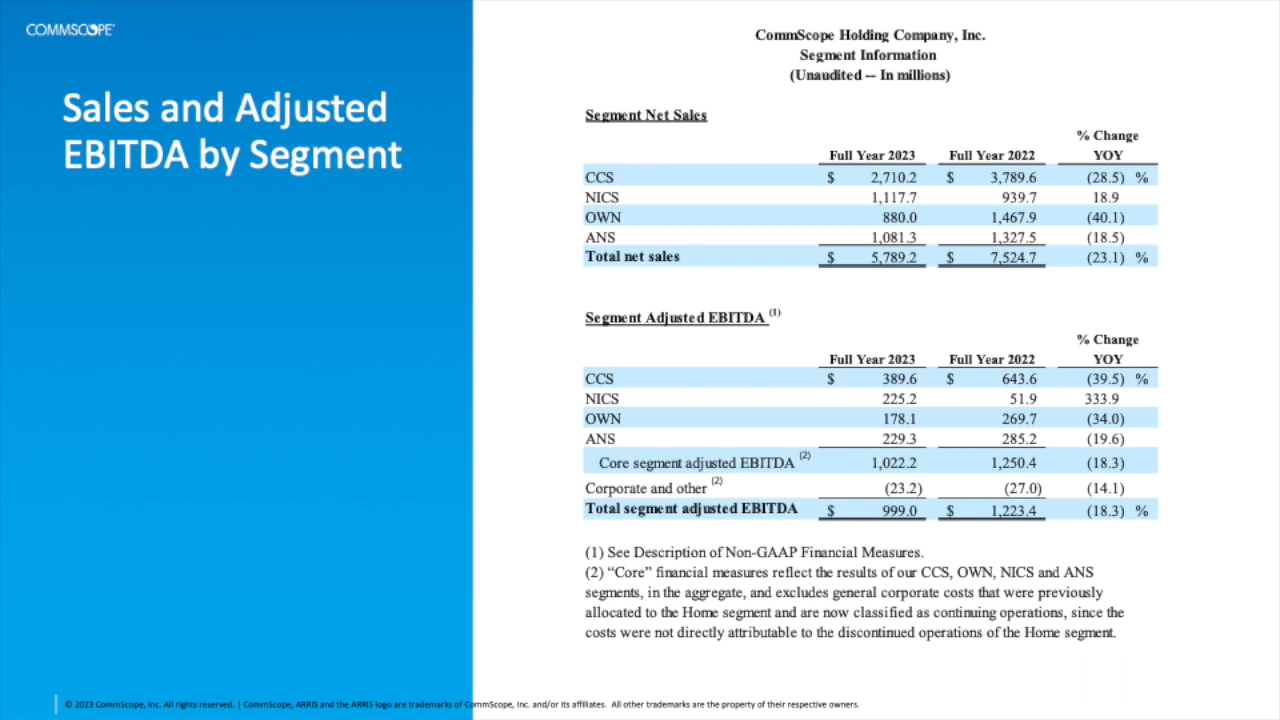 COMMSCOPE
Sales and Adjusted
EBITDA by Segment
CommScope Holding Company, Inc.
Segment Information
(Unaudited -- In millions)
Segment Net Sales
% Change
Full Year 2023 Full Year 2022 YOY
CCS $ 2,710.2 $ 3,789.6 (28.5) %
NICS 1,117.7 939.7 18.9
OWN 880.0 1,467.9 (40.1)
ANS 1,081.3 1,327.5 (18.5)
Total net sales $ 5,789.2 $ 7,524.7 (23.1) %
Segment Adjusted EBITDA (1)
% Change
Full Year 2023 Full Year 2022 YOY
CCS $ 389.6 $ 643.6 (39.5) %
NICS 225.2 51.9 333.9
OWN 178.1 269.7 (34.0)
ANS 229.3 285.2 (19.6)
Core segment adjusted EBITDA (2) 1,022.2 1,250.4 (18.3)
Corporate and other (2) (23.2) (27.0) (14.1)
Total segment adjusted EBITDA $ 999.0 $ 1,223.4 (18.3) %
(1) See Description of Non-GAAP Financial Measures.
(2) “Core” financial measures reflect the results of our CCS, OWN, NICS and ANS
segments, in the aggregate, and excludes general corporate costs that were previously
allocated to the Home segment and are now classified as continuing operations, since the
costs were not directly attributable to the discontinued operations of the Home segment.
© 2023 CommScope, Inc. All rights reserved. | CommScope, ARRIS and the ARRIS logo are trademarks of CommScope, Inc. and/or its affiliates. All other trademarks are the property of their respective owners.